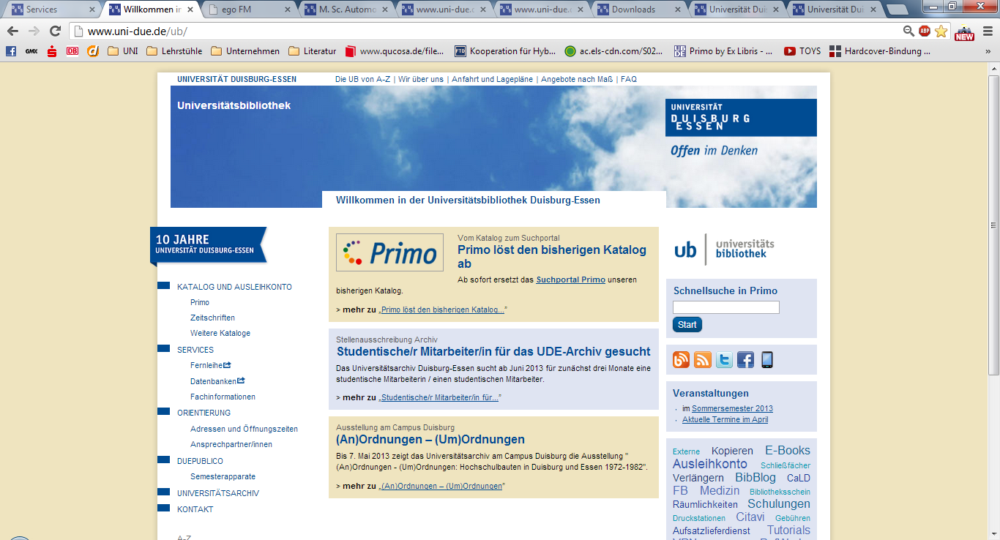 Services
Willkommen in
ego FM
M. Sc. Automo
www.uni-due.d
www.uni-due.d
Downloads
Universität Dui
Universität Dui
www.uni-due.de/ub/
ABP
NEW
GMX
DB
UNI
Lehrstühle
Unternehmen
Literatur
www.qucosa.de/file...
FTD
Kooperation für Hyb...
ac.els-cdn.com/S02...
Primo by Ex Libris - ...
TOYS
Hardcover-Bindung ...
»
UNIVERSITÄT DUISBURG-ESSEN
Die UB von A-Z | Wir über uns | Anfahrt und Lagepläne | Angebote nach Maß | FAQ
Universitätsbibliothek
UNIVERSITÄT
DUISBURG
ESSEN
Offen im Denken
Willkommen in der Universitätsbibliothek Duisburg-Essen
10 JAHRE
UNIVERSITÄT DUISBURG-ESSEN
KATALOG UND AUSLEIHKONTO
Primo
Zeitschriften
Weitere Kataloge
SERVICES
Fernleihe
Datenbanken
Fachinformationen
ORIENTIERUNG
Adressen und Öffnungszeiten
Ansprechpartner/innen
DUEPUBLICO
Semesterapparate
UNIVERSITÄTSARCHIV
KONTAKT
A-Z
Primo
Vom Katalog zum Suchportal
Primo löst den bisherigen Katalog
ab
Ab sofort ersetzt das Suchportal Primo unseren
bisherigen Katalog.
> mehr zu „Primo löst den bisherigen Katalog...”
Stellenausschreibung Archiv
Studentische/r Mitarbeiter/in für das UDE-Archiv gesucht
Das Universitätsarchiv Duisburg-Essen sucht ab Juni 2013 für zunächst drei Monate eine
studentische Mitarbeiterin / einen studentischen Mitarbeiter.
> mehr zu „Studentische/r Mitarbeiter/in für...”
Ausstellung am Campus Duisburg
(An)Ordnungen – (Um)Ordnungen
Bis 7. Mai 2013 zeigt das Universitätsarchiv am Campus Duisburg die Ausstellung "
(An)Ordnungen - (Um)Ordnungen: Hochschulbauten in Duisburg und Essen 1972-1982".
> mehr zu „(An)Ordnungen – (Um)Ordnungen”
ub
universitäts
bibliothek
Schnellsuche in Primo
Start
Veranstaltungen
· im Sommersemester 2013
· Aktuelle Termine im April
Externe Kopieren E-Books
Ausleihkonto Schließfächer
Verlängern BibBlog CaLD
FB Medizin Bibliotheksschein
Räumlichkeiten Schulungen
Druckstationen Citavi Gebühren
Aufsatzlieferdienst Tutorials